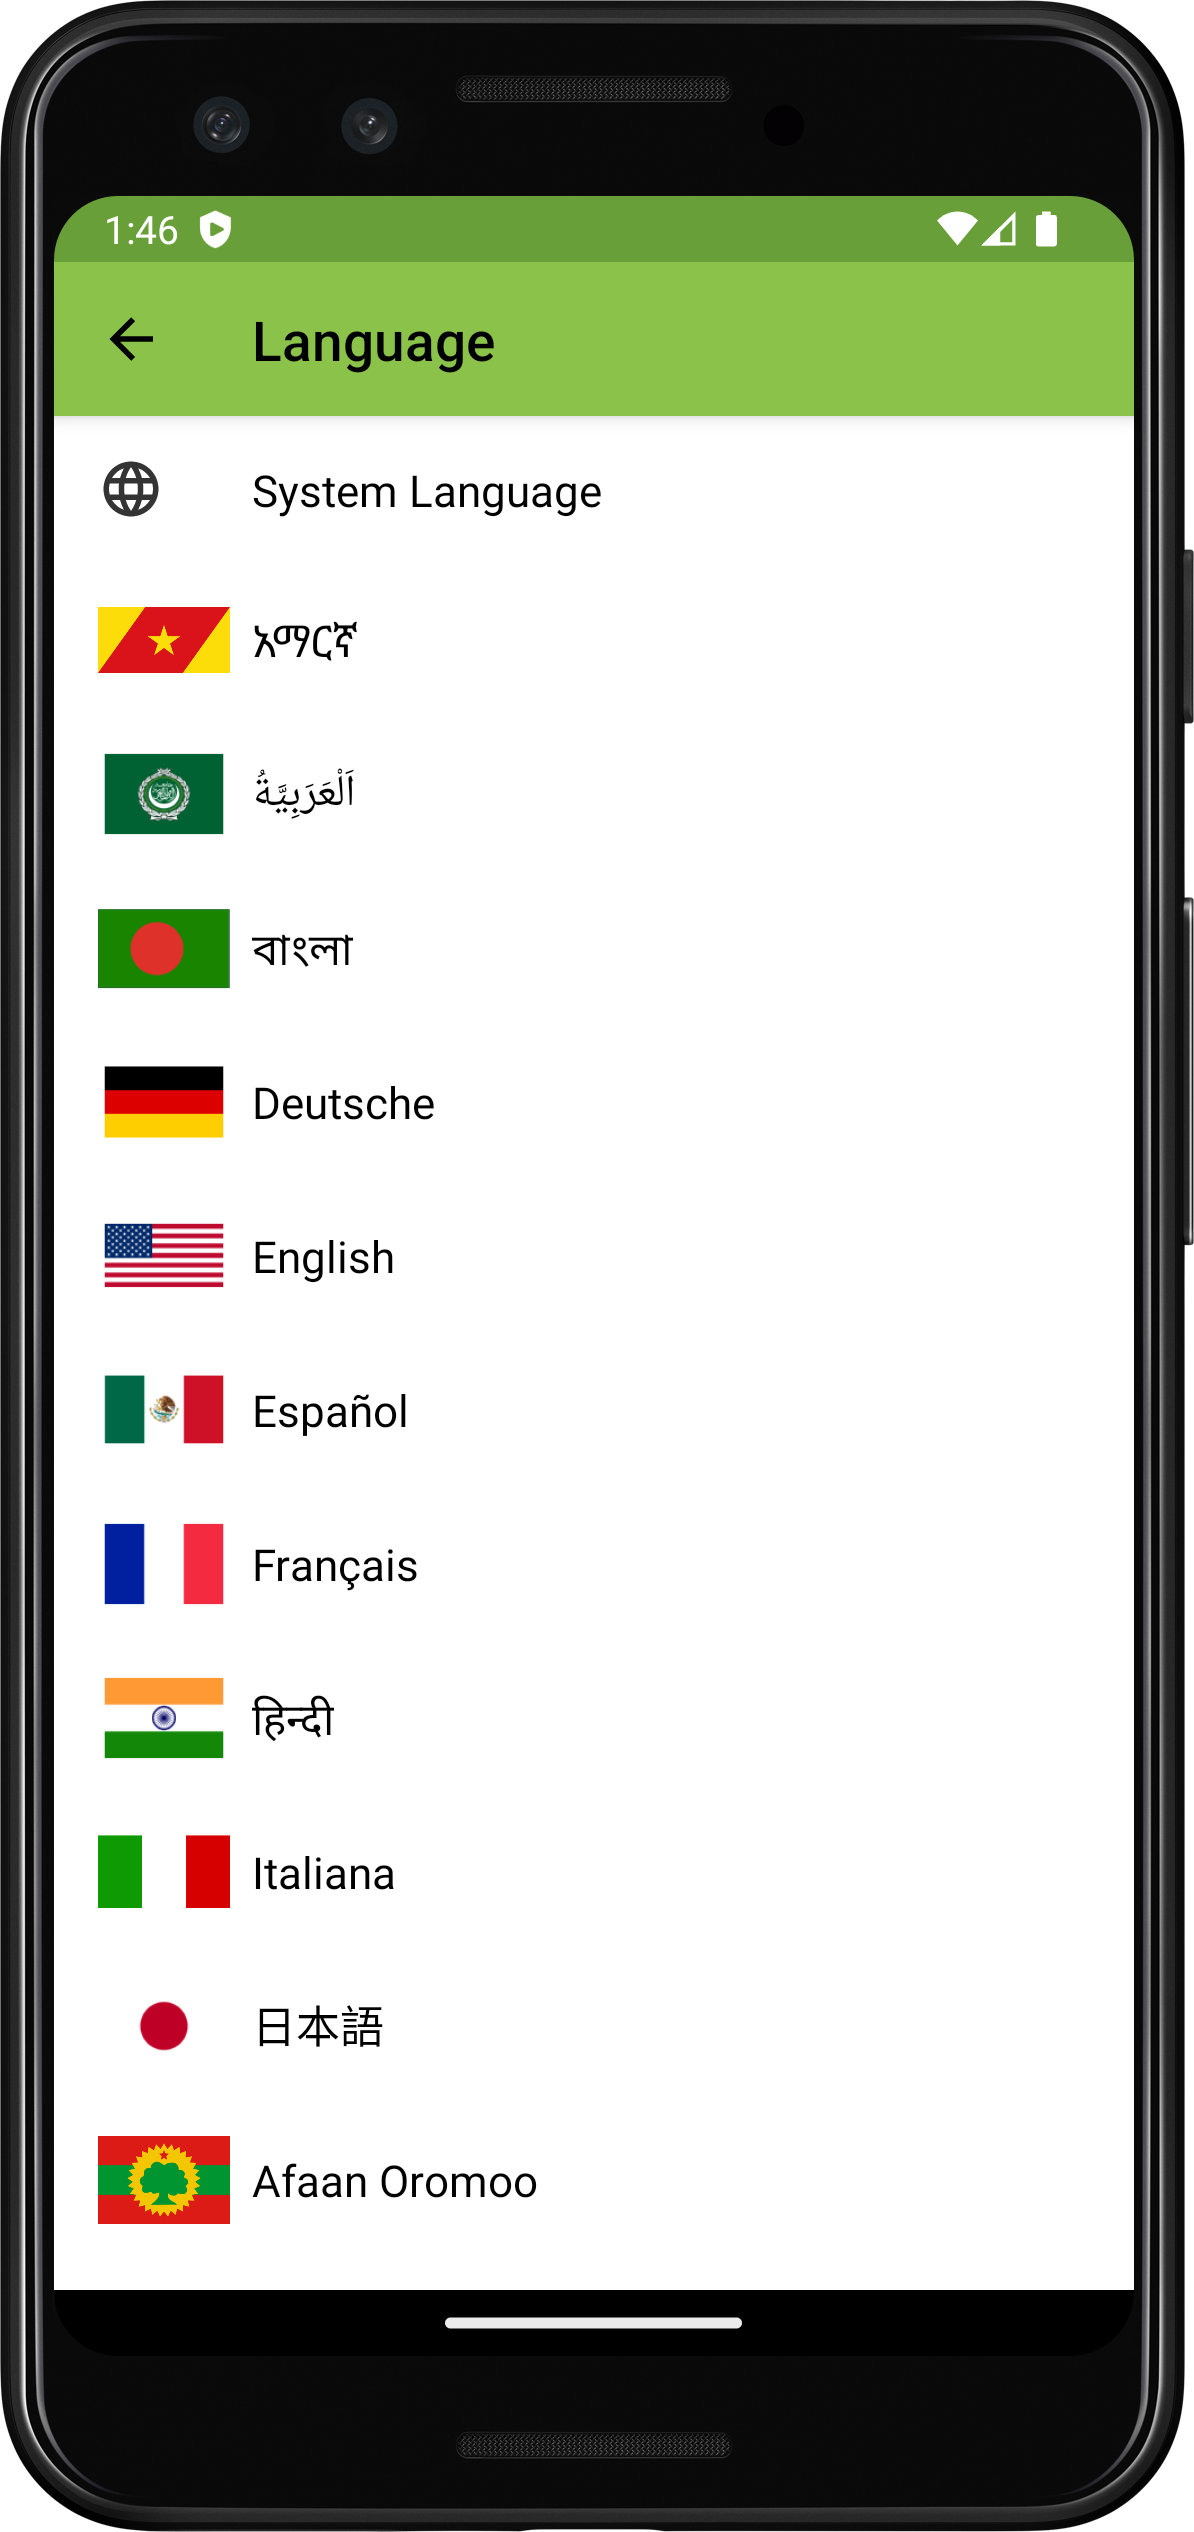 1:46
Language
System Language
አማርኛ
اَلْعَرَبِيَّةُ
বাংলা
Deutsche
English
Español
Français
हिन्दी
Italiana
日本語
Afaan Oromoo